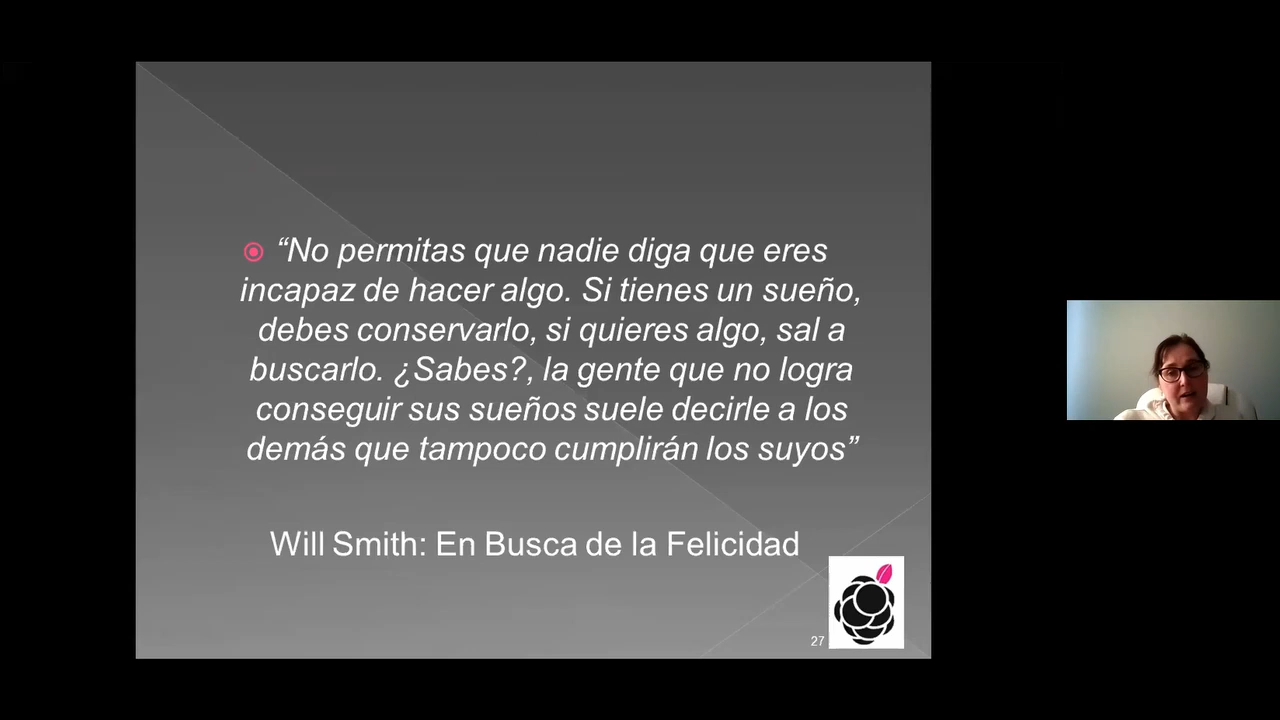 “No permitas que nadie diga que eres
incapaz de hacer algo. Si tienes un sueño,
debes conservarlo, si quieres algo, sal a
buscarlo. ¿Sabes?, la gente que no logra
conseguir sus sueños suele decirle a los
demás que tampoco cumplirán los suyos”
Will Smith: En Busca de la Felicidad
27